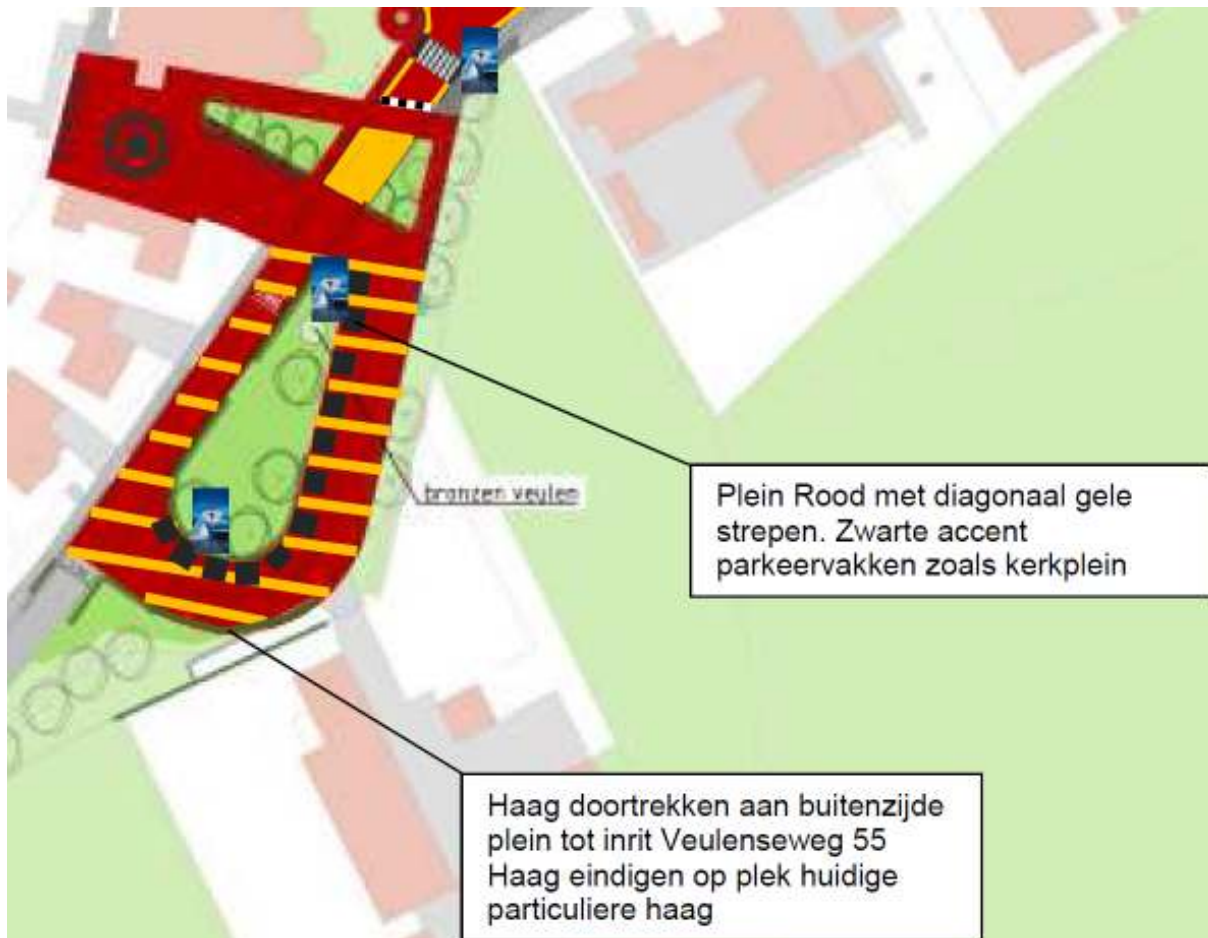 bronzen veulen
Plein Rood met diagonaal gele
strepen. Zwarte accent
parkeervakken zoals kerkplein
Haag doortrekken aan buitenzijde
plein tot inrit Veulenseweg 55
Haag eindigen op plek huidige
particuliere haag